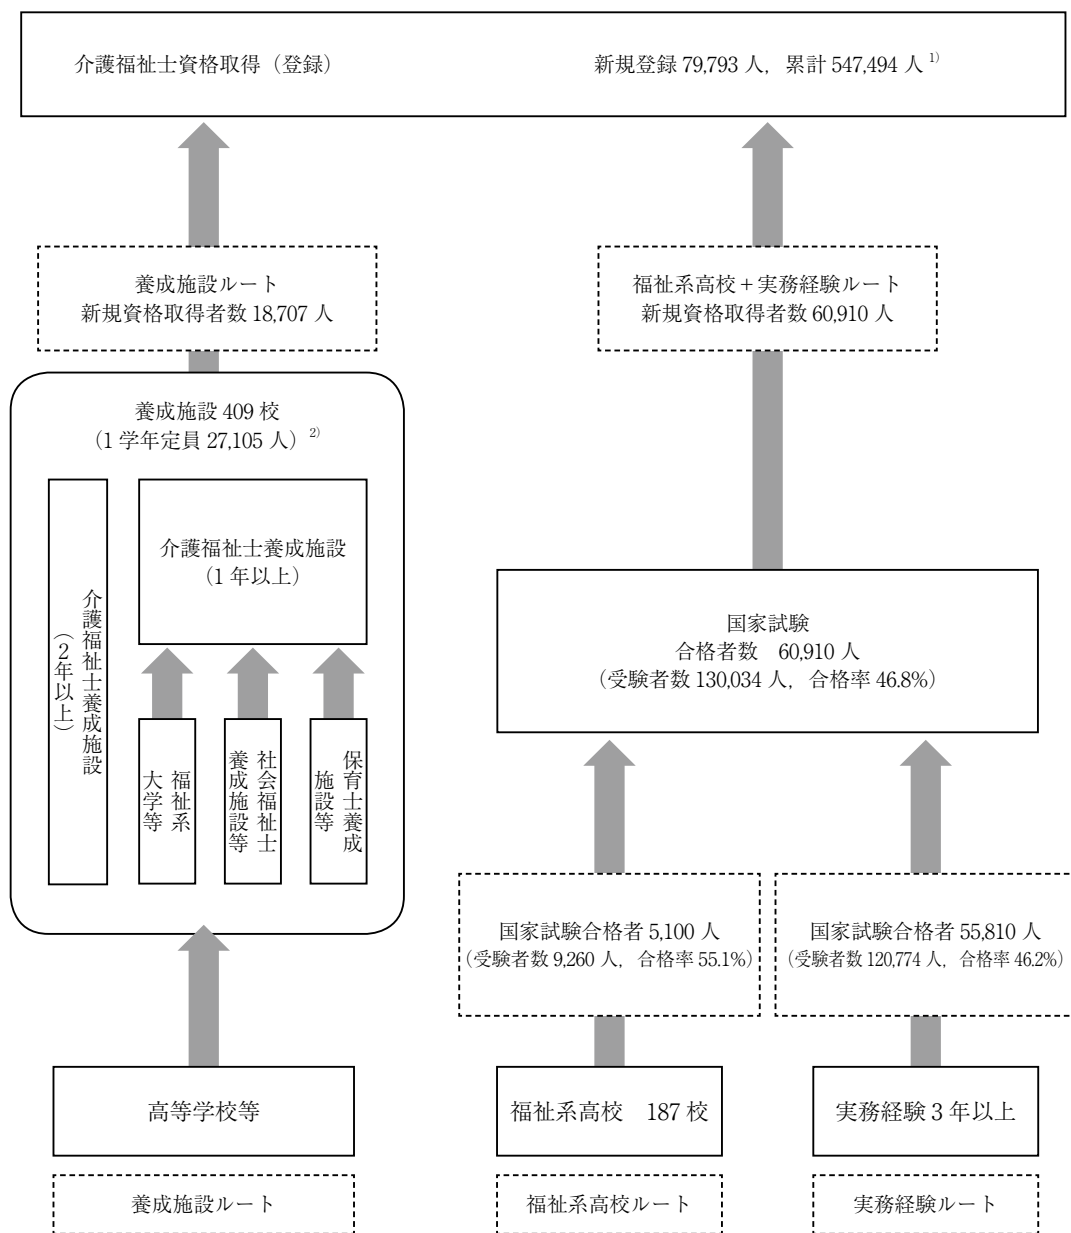 介護福祉士資格取得（登録）
新規登録 79,793 人，累計 547,494 人 1)
養成施設ルート
新規資格取得者数 18,707 人
福祉系高校＋実務経験ルート
新規資格取得者数 60,910 人
養成施設 409 校
（1 学年定員 27,105 人）2)
介護福祉士養成施設
（2年以上）
介護福祉士養成施設
（1 年以上）
福祉系
大学等
社会福祉士
養成施設等
保育士養成
施設等
国家試験
合格者数　60,910 人
（受験者数 130,034 人，合格率 46.8%）
国家試験合格者 5,100 人
（受験者数 9,260 人，合格率 55.1%）
国家試験合格者 55,810 人
（受験者数 120,774 人，合格率 46.2%）
高等学校等
福祉系高校　187 校
実務経験 3 年以上
養成施設ルート
福祉系高校ルート
実務経験ルート